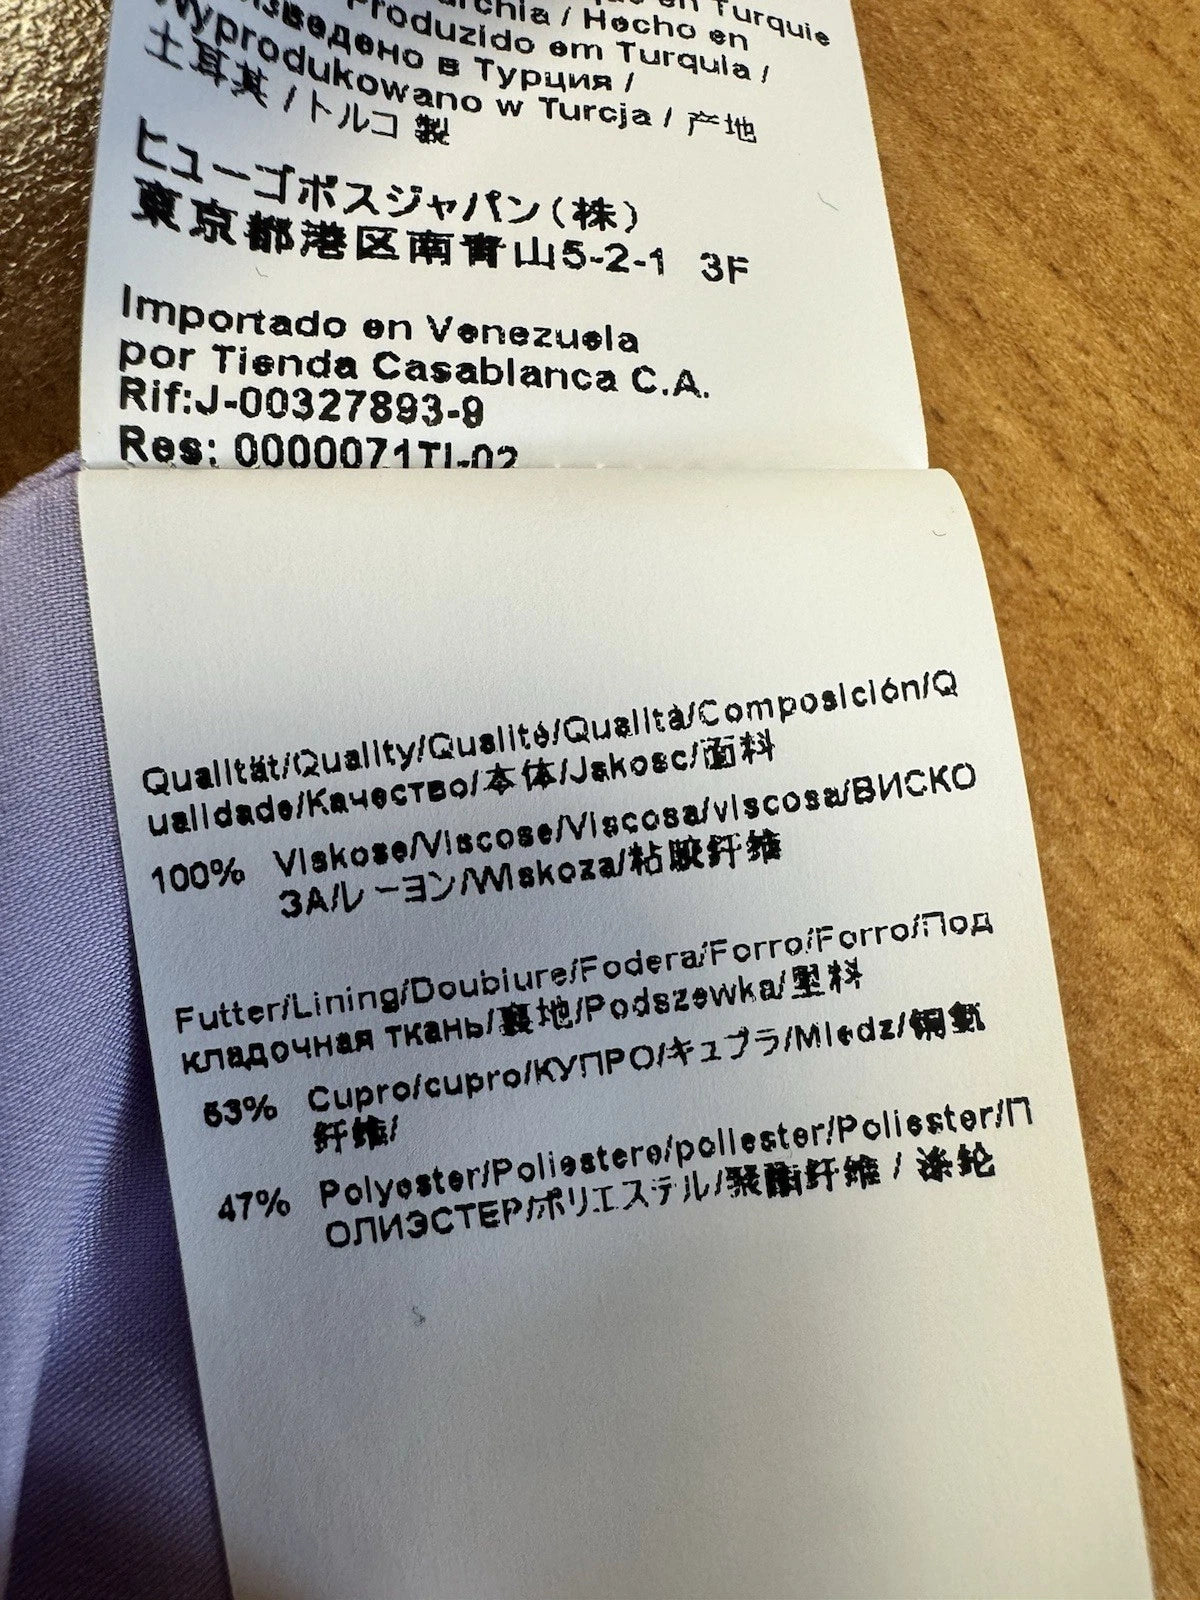 en Turquie
/ Hecho en
Produzido em Turquia /
в Турция /
Wyprodukowano w Turcja / 产地
土耳其 / トルコ 製
ヒューゴボスジャパン(株)
東京都港区南青山5-2-1 3F
Importado en Venezuela
por Tienda Casablanca C.A.
Rif:J-00327893-9
Res: 0000071TI-02
Qualität/Quality/Qualité/Qualità/Composición/Q
ualidade/Качество/本体/Jakosc/面料
100% Viskose/Viscose/Viscosa/viscosa/ВИСКО
ЗА/レーヨン/Wiskoza/粘胶纤维
Futter/Lining/Doublure/Fodera/Forro/Forro/Под
кладочная ткань/裏地/Podszewka/里料
53% Cupro/cupro/КУПРО/キュプラ/Miedz/铜氨
纤维/
47% Polyester/Poliestere/poliester/Poliester/П
ОЛИЭСТЕР/ポリエステル/聚酯纤维 / 涤纶